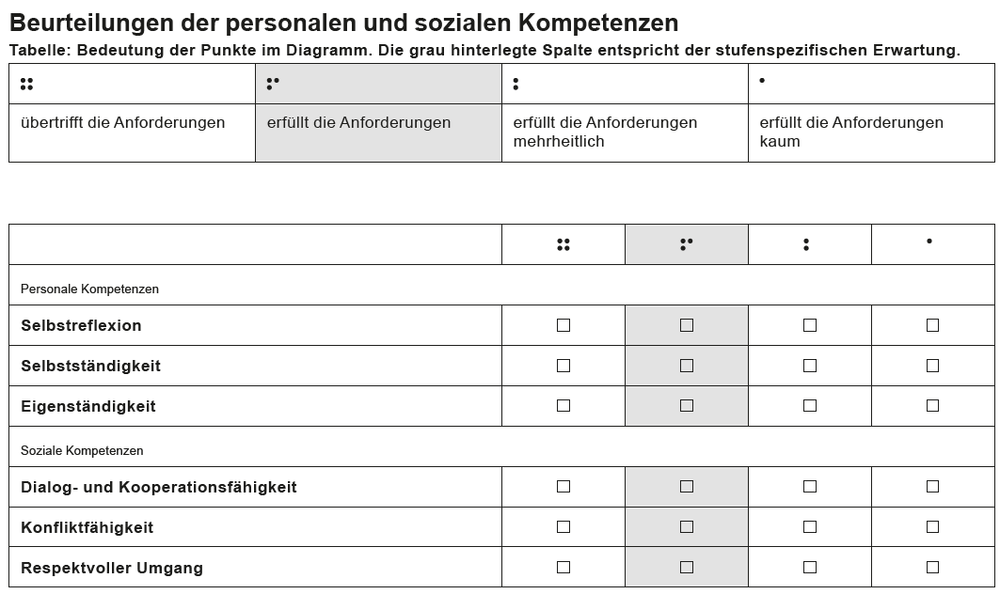 Beurteilungen der personalen und sozialen Kompetenzen
Tabelle: Bedeutung der Punkte im Diagramm. Die grau hinterlegte Spalte entspricht der stufenspezifischen Erwartung.
übertrifft die Anforderungen
erfüllt die Anforderungen
erfüllt die Anforderungen
mehrheitlich
erfüllt die Anforderungen
kaum
Personale Kompetenzen
Selbstreflexion
Selbstständigkeit
Eigenständigkeit
Soziale Kompetenzen
Dialog- und Kooperationsfähigkeit
Konfliktfähigkeit
Respektvoller Umgang